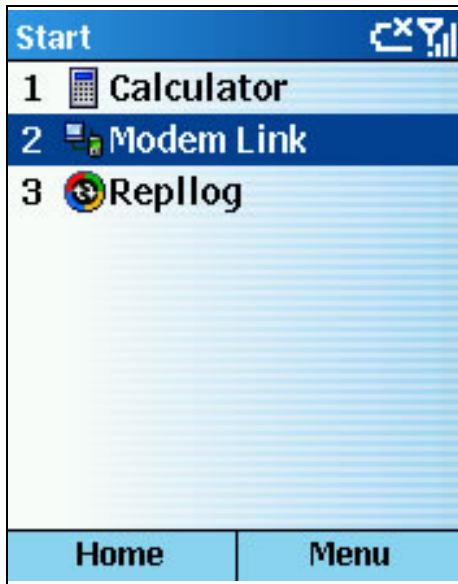 Start
1 Calculator
2 Modem Link
3 Repllog
Home Menu